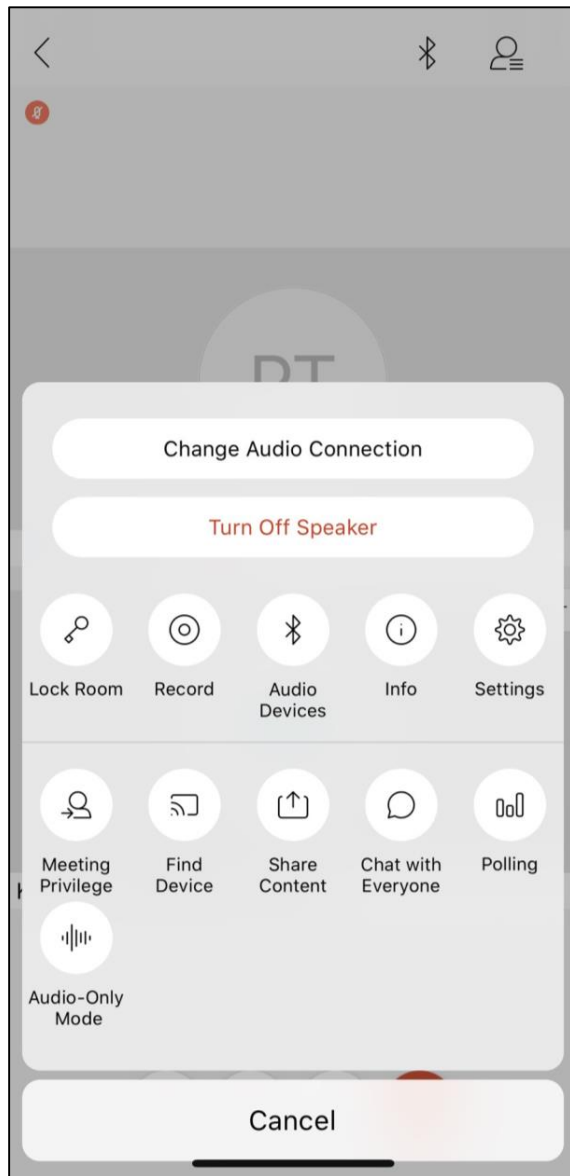 PT
Change Audio Connection
Turn Off Speaker
Lock Room
Record
Audio
Devices
Info
Settings
Meeting
Privilege
Find
Device
Share
Content
Chat with
Everyone
Polling
Audio-Only
Mode
Cancel